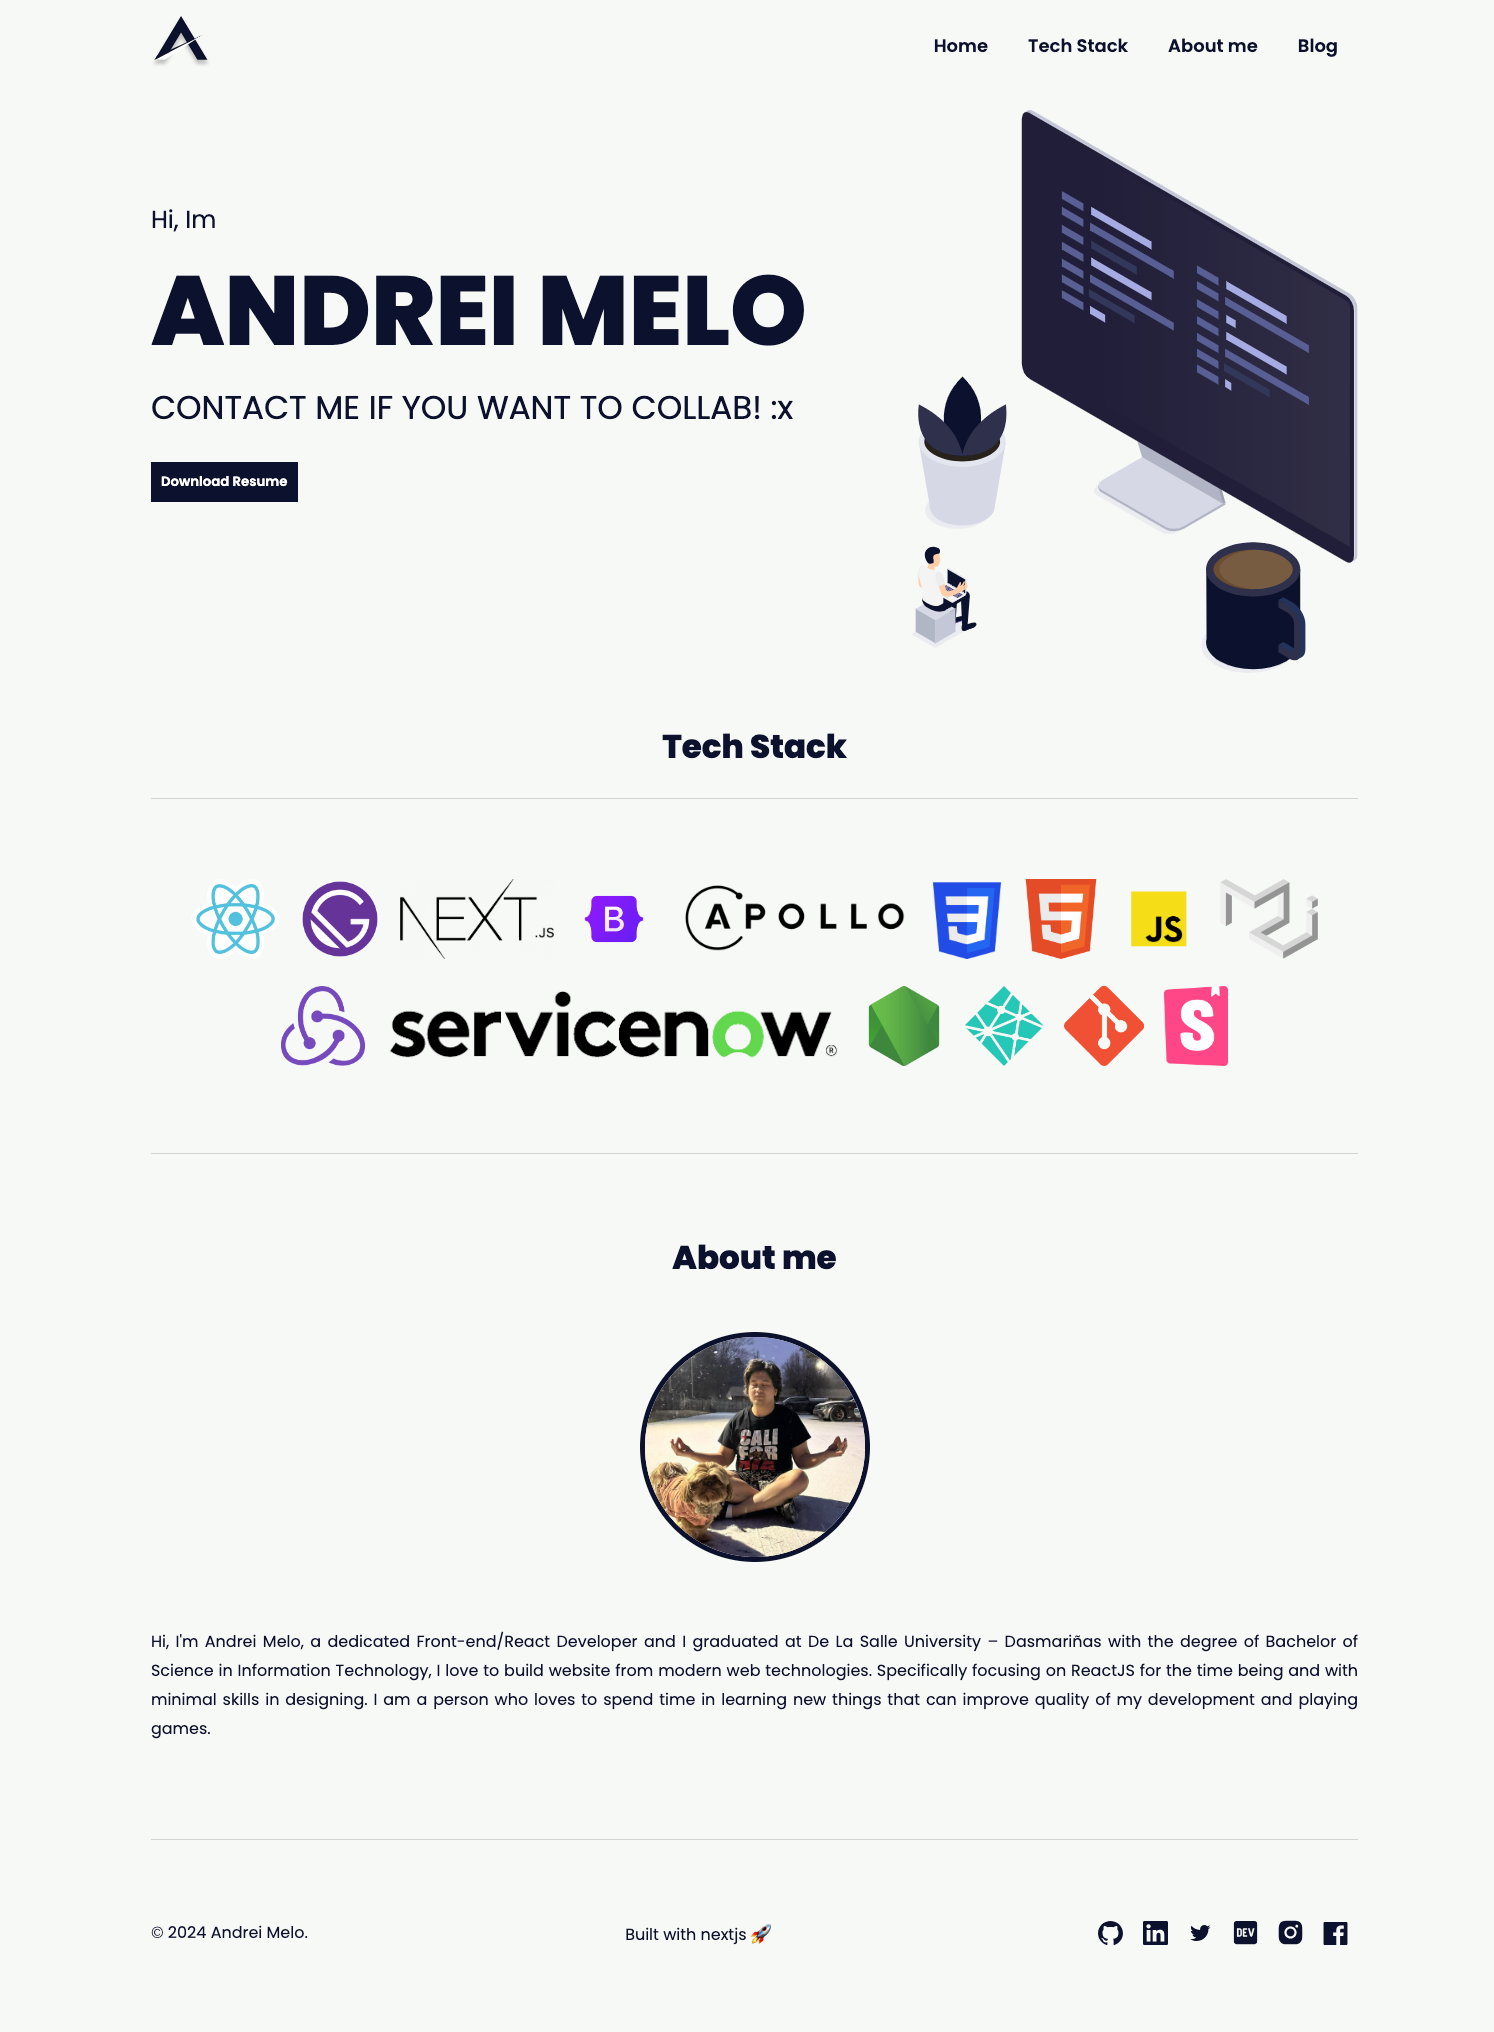 Home Tech Stack About me Blog
Hi, Im
ANDREI MELO
CONTACT ME IF YOU WANT TO COLLAB! :x
Download Resume
Tech Stack
NEXT.JS
B
APOLLO
3
5
JS
servicenow®
S
About me
CALI
FOR
NIA
Hi, I'm Andrei Melo, a dedicated Front-end/React Developer and I graduated at De La Salle University – Dasmariñas with the degree of Bachelor of
Science in Information Technology, I love to build website from modern web technologies. Specifically focusing on ReactJS for the time being and with
minimal skills in designing. I am a person who loves to spend time in learning new things that can improve quality of my development and playing
games.
© 2024 Andrei Melo.
Built with nextjs 🚀
in DEV